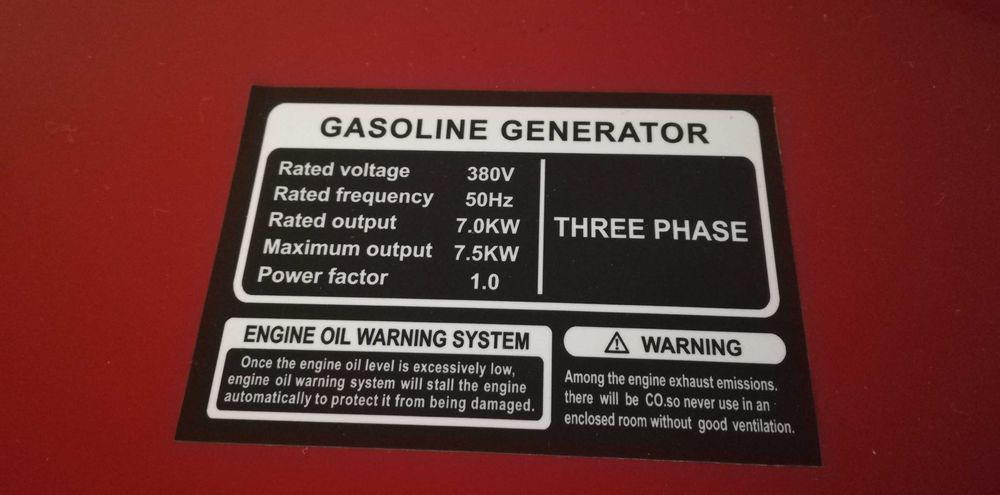 GASOLINE GENERATOR
Rated voltage 380V
Rated frequency 50Hz
Rated output 7.0KW
Maximum output 7.5KW
Power factor 1.0
THREE PHASE
ENGINE OIL WARNING SYSTEM
Once the engine oil level is excessively low,
engine oil warning system will stall the engine
automatically to protect it from being damaged.
WARNING
Among the engine exhaust emissions.
there will be CO.so never use in an
enclosed room without good ventilation.